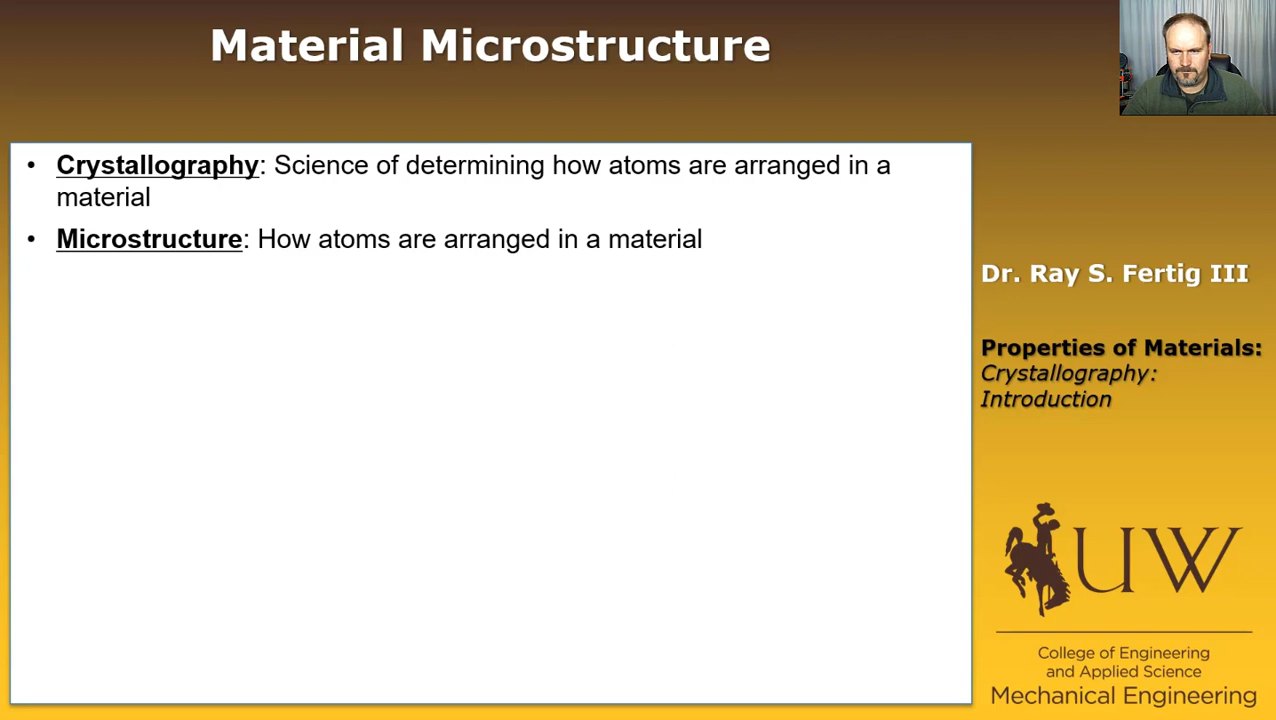 Material Microstructure
• Crystallography: Science of determining how atoms are arranged in a
material
• Microstructure: How atoms are arranged in a material
Dr. Ray S. Fertig III
Properties of Materials:
Crystallography:
Introduction
UW
College of Engineering
and Applied Science
Mechanical Engineering